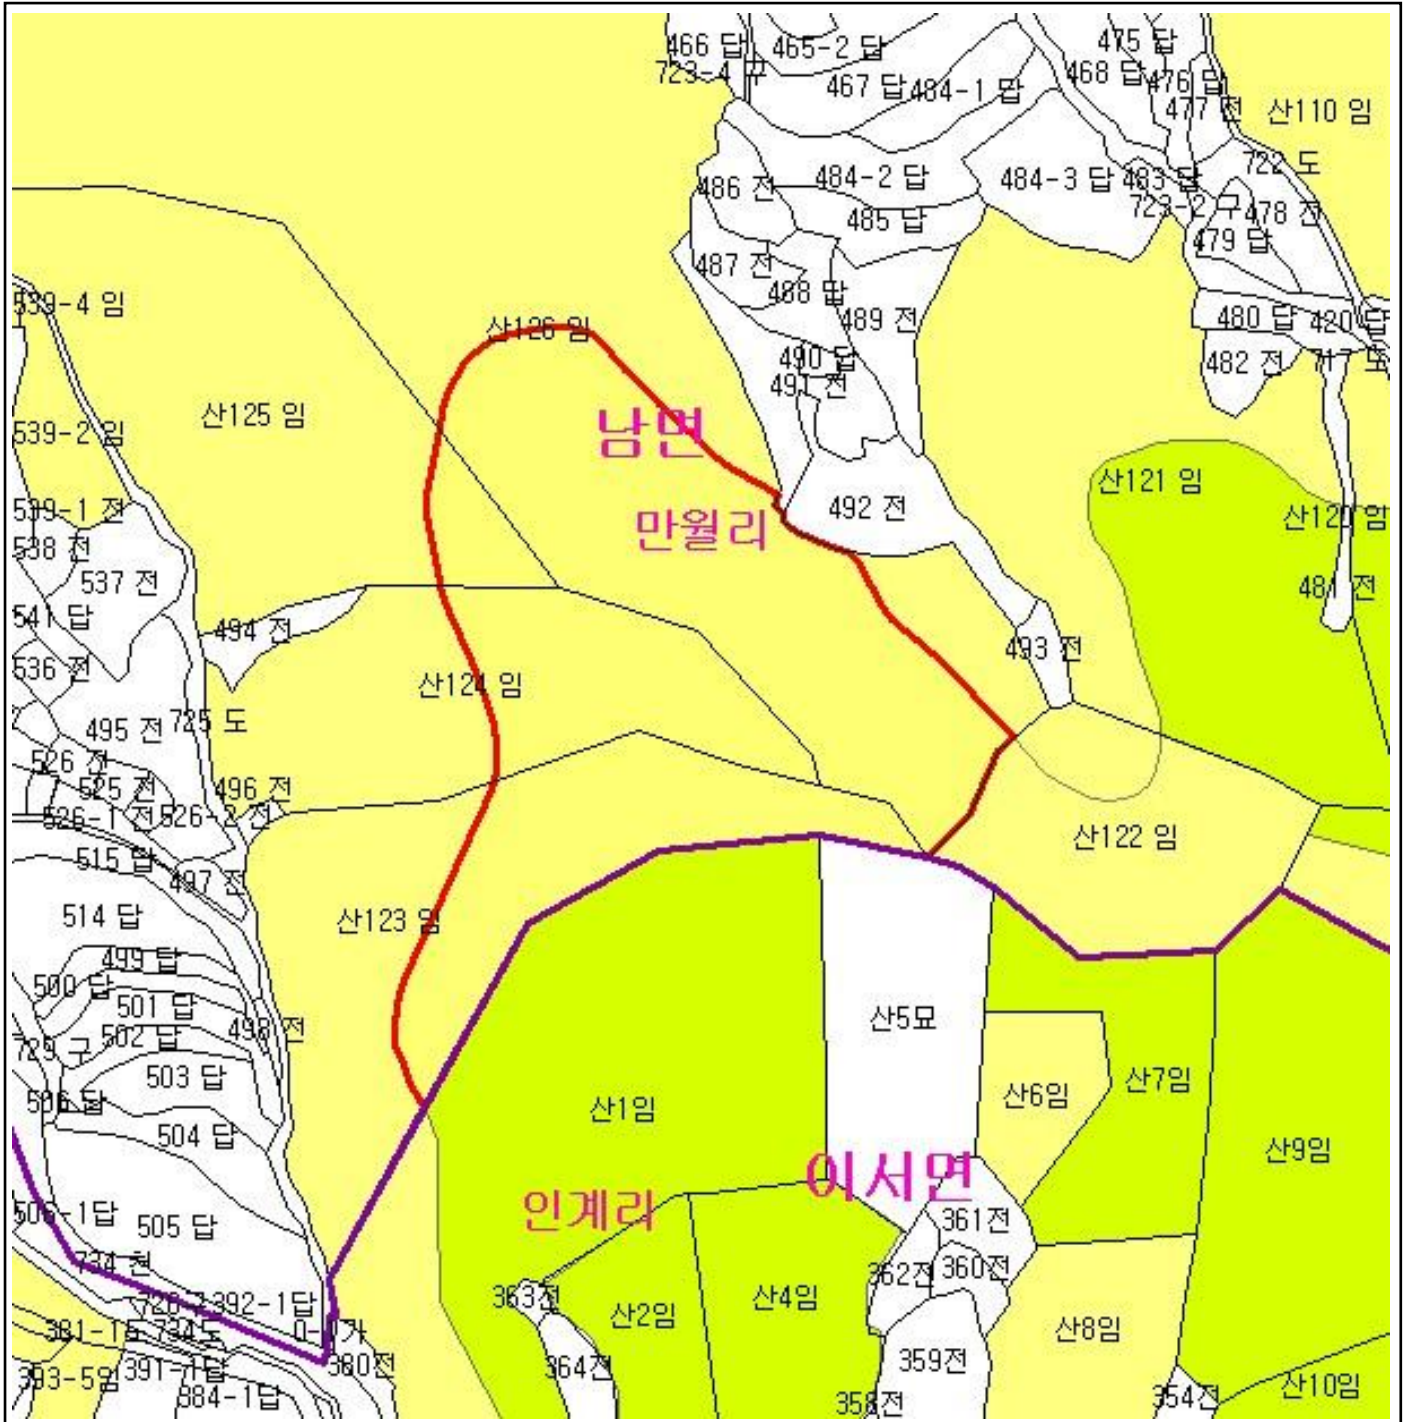 466 답
465-2 답
475 답
723-4 구
467 답
484-1 답
468 답
476 답
477 전
산110 임
722 도
486 전
484-2 답
484-3 답
483 답
723-2 구
478 전
485 답
479 답
487 전
488 답
539-4 임
489 전
480 답
420 답
산126 임
490 답
482 전
717 도
491 전
산125 임
남면
539-2 임
산121 임
492 전
539-1 전
만월리
산120 임
538 전
537 전
481 전
541 답
494 전
493 전
536 전
산124 임
495 전
725 도
526 전
525 전
496 전
526-1 전
526-2 전
산122 임
515 답
497 전
514 답
산123 임
499 답
500 답
501 답
산5묘
498 전
502 답
729 구
503 답
산7임
산6임
506 답
산1임
504 답
산9임
이서면
506-1답
505 답
인계리
361전
734 천
362전
360전
363전
392-1답
산2임
산4임
산8임
359전
364전
380전
391-1답
393-5임
384-1답
산10임
358전
354전